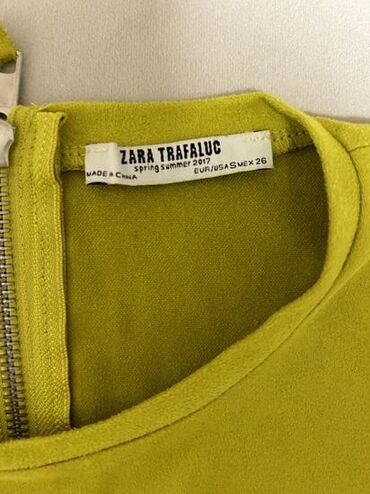 ZARA TRAFALUC
spring summer 2017
MADE IN CHINA EUR/USA S MEX 26